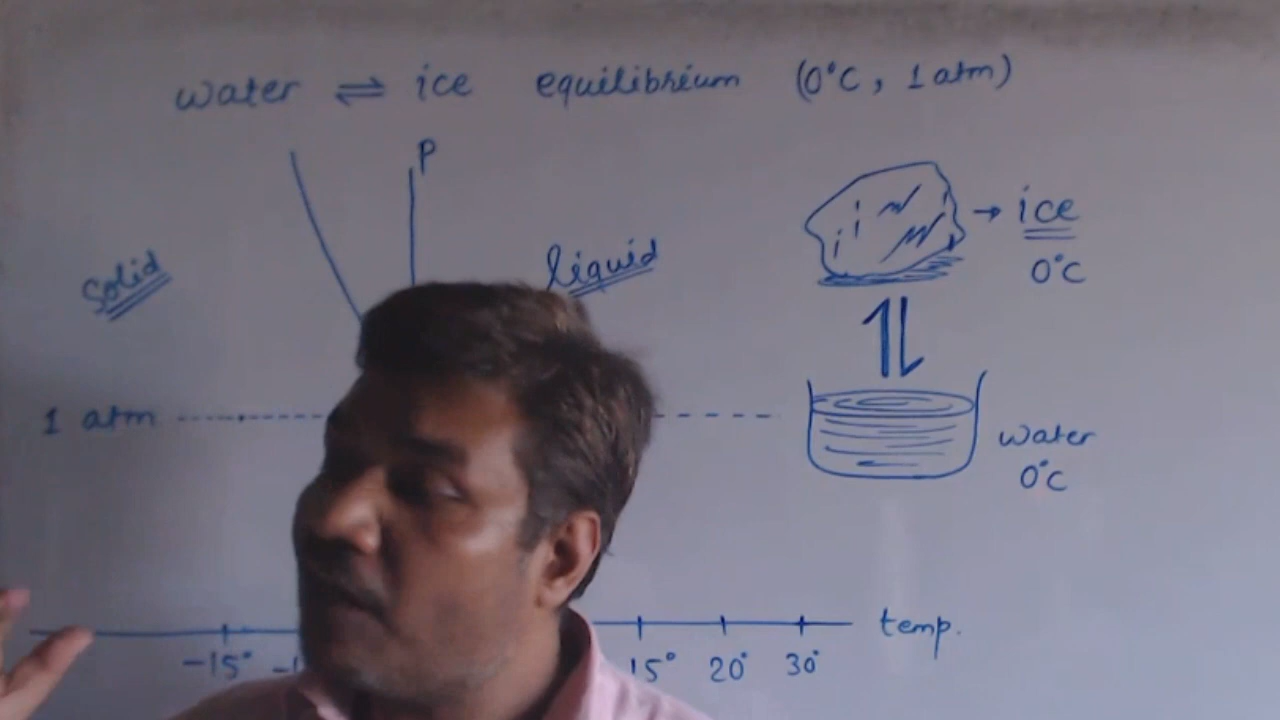 water ⇌ ice equilibrium (0°C, 1 atm)
P
solid
liquid
→ ice
0°C
1 atm
water
0°C
temp.
-15° 15° 20° 30°